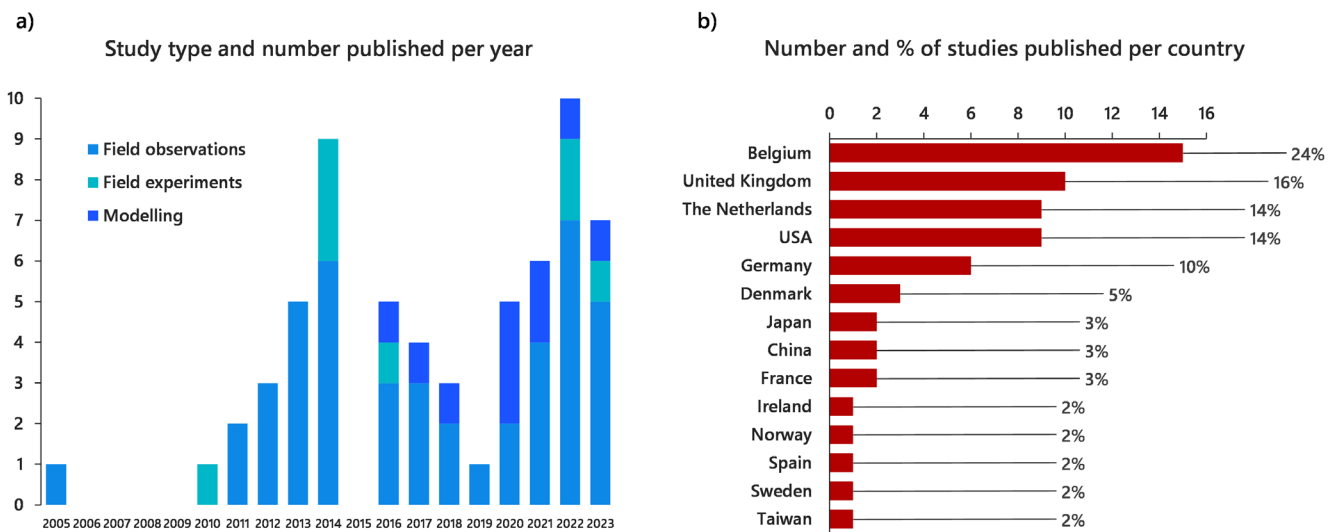 a)
Study type and number published per year
10
9
8
7
6
5
4
3
2
1
0
Field observations
Field experiments
Modelling
2005 2006 2007 2008 2009 2010 2011 2012 2013 2014 2015 2016 2017 2018 2019 2020 2021 2022 2023
b)
Number and % of studies published per country
0 2 4 6 8 10 12 14 16
Belgium 24%
United Kingdom 16%
The Netherlands 14%
USA 14%
Germany 10%
Denmark 5%
Japan 3%
China 3%
France 3%
Ireland 2%
Norway 2%
Spain 2%
Sweden 2%
Taiwan 2%